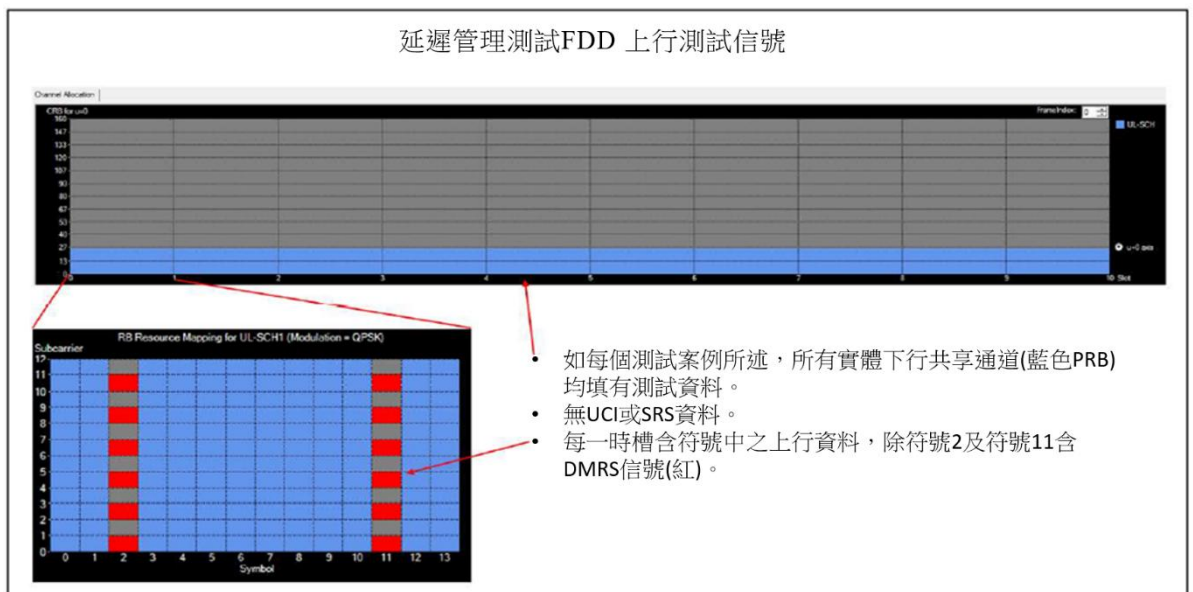 延遲管理測試FDD 上行測試信號
Channel Allocation
CRB for u=0
Frame Index: 0
160
147
133
120
107
93
80
67
53
40
27
13
0
UL-SCH
u=0 axis
0 1 2 3 4 5 6 7 8 9 10 Slot
RB Resource Mapping for UL-SCH1 (Modulation = QPSK)
Subcarrier
12
11
10
9
8
7
6
5
4
3
2
1
0
0 1 2 3 4 5 6 7 8 9 10 11 12 13
Symbol
• 如每個測試案例所述，所有實體下行共享通道(藍色PRB)
均填有測試資料。
• 無UCI或SRS資料。
• 每一時槽含符號中之上行資料，除符號2及符號11含
DMRS信號(紅)。